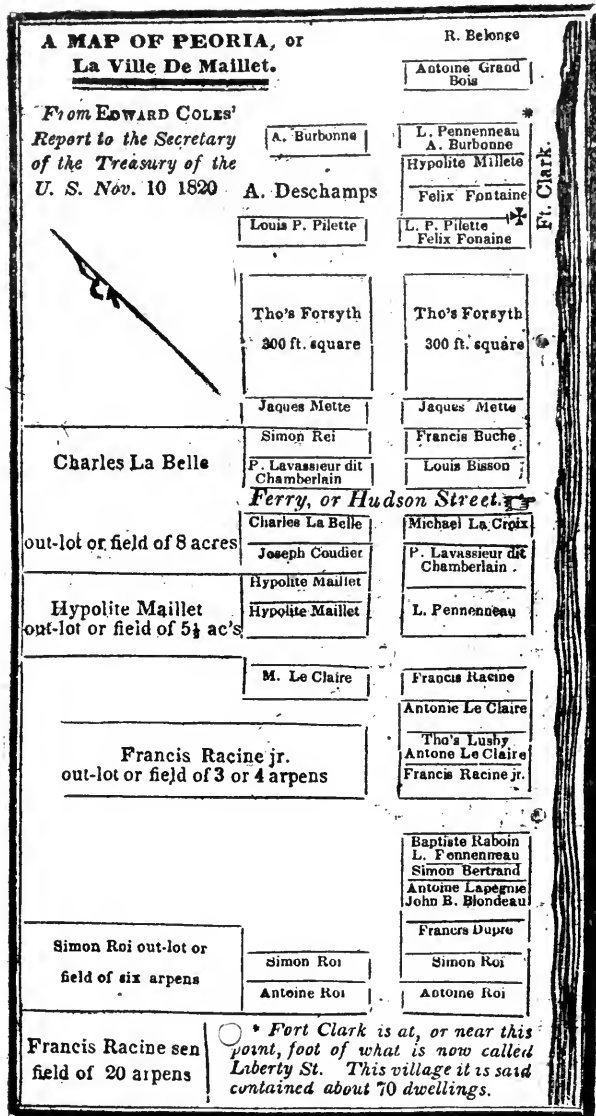 A MAP OF PEORIA, or
La Ville De Maillet.
From EDWARD COLES'
Report to the Secretary
of the Treasury of the
U. S. Nov. 10 1820
R. Belonge
Antoine Grand
Bois
A. Burbonne
L. Pennenneau
A. Burbonne
Hypolite Millete
A. Deschamps
Felix Fontaine
Ft. Clark.
Louis P. Pilette
L. P. Pilette
Felix Fonaine
Tho's Forsyth
300 ft. square
Tho's Forsyth
300 ft. square
Jaques Mette
Jaques Mette
Charles La Belle
Simon Rei
Francis Buche
P. Lavassieur dit
Chamberlain
Louis Bisson
Ferry, or Hudson Street.
out-lot or field of 8 acres
Charles La Belle
Michael La Croix
Joseph Coudier
P. Lavassieur dit
Chamberlain
Hypolite Maillet
Hypolite Maillet
out-lot or field of 5½ ac's
Hypolite Maillet
L. Pennenneau
M. Le Claire
Francis Racine
Antonie Le Claire
Francis Racine jr.
out-lot or field of 3 or 4 arpens
Tho's Lusby
Antone Le Claire
Francis Racine jr.
Baptiste Raboin
L. Fennenneau
Simon Bertrand
Antoine Lapegnie
John B. Blondeau
Francis Dupre
Simon Roi out-lot or
field of six arpens
Simon Roi
Simon Roi
Antoine Roi
Antoine Roi
Francis Racine sen
field of 20 arpens
* Fort Clark is at, or near this
point, foot of what is now called
Liberty St. This village it is said
contained about 70 dwellings.